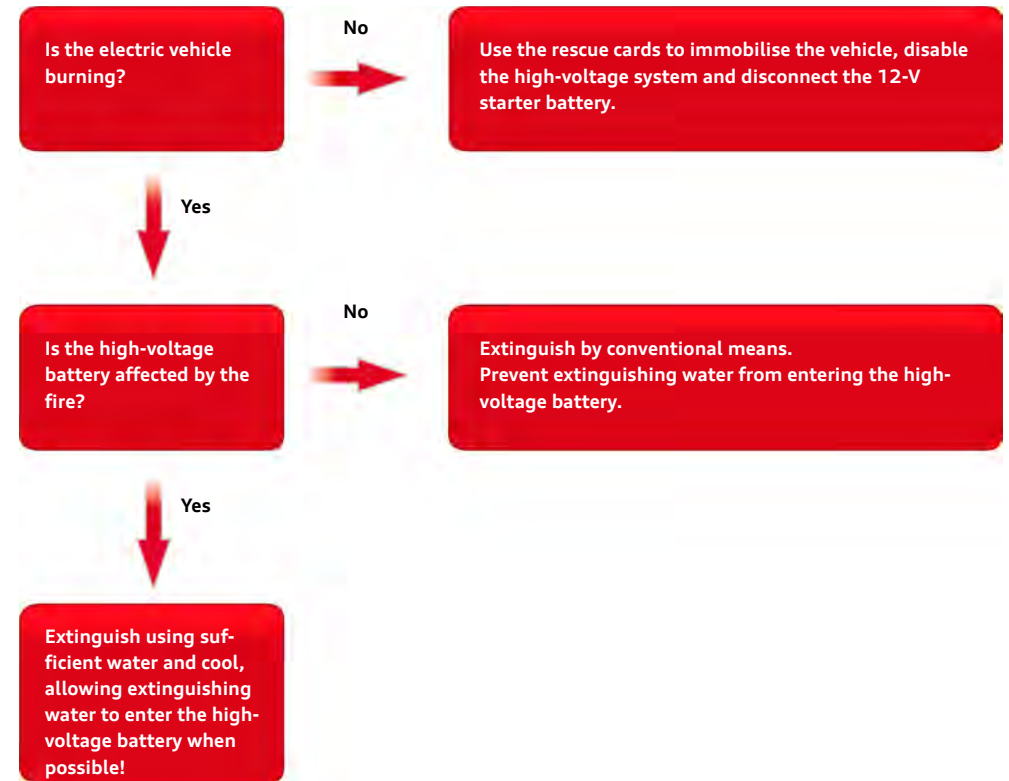 Is the electric vehicle
burning?
No
Use the rescue cards to immobilise the vehicle, disable
the high-voltage system and disconnect the 12-V
starter battery.
Yes
Is the high-voltage
battery affected by the
fire?
No
Extinguish by conventional means.
Prevent extinguishing water from entering the high-
voltage battery.
Yes
Extinguish using suf-
ficient water and cool,
allowing extinguishing
water to enter the high-
voltage battery when
possible!